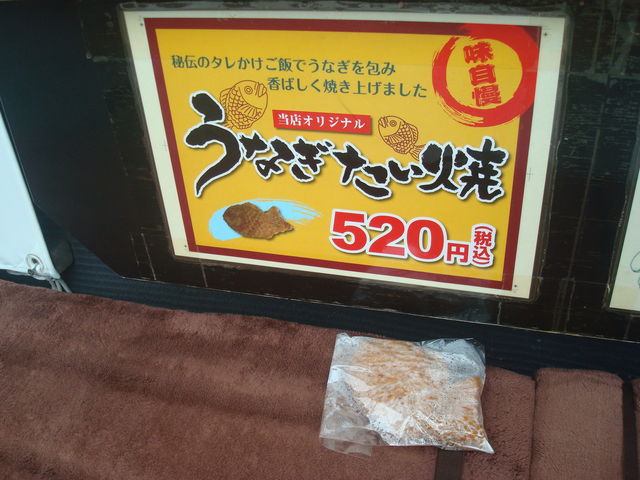 秘伝のタレかけご飯でうなぎを包み
香ばしく焼き上げました
味自慢
当店オリジナル
うなぎたい焼
520円(税込)